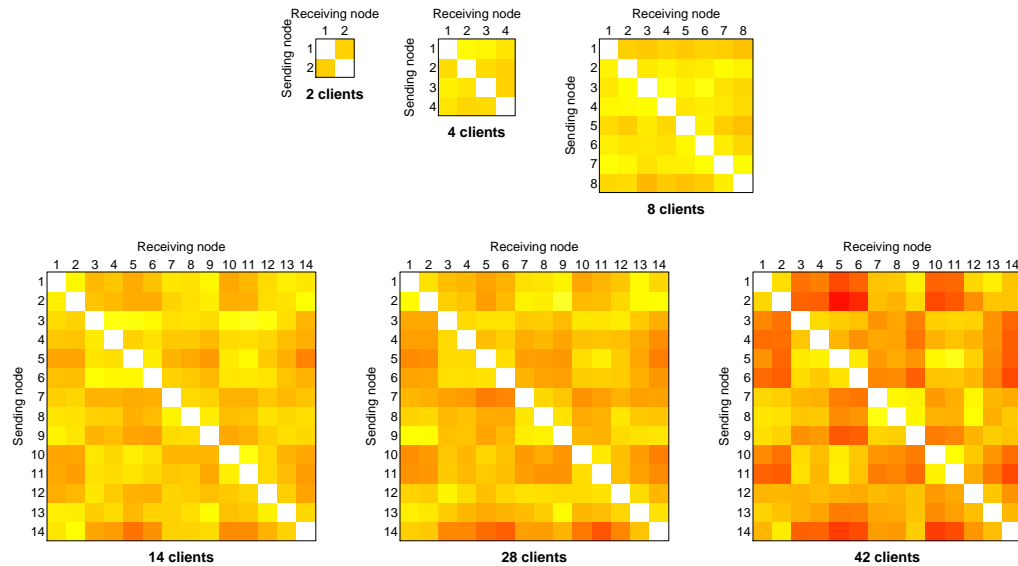 Receiving node
1 2
Sending node
1
2
2 clients
Receiving node
1 2 3 4
Sending node
1
2
3
4
4 clients
Receiving node
1 2 3 4 5 6 7 8
Sending node
1
2
3
4
5
6
7
8
8 clients
Receiving node
1 2 3 4 5 6 7 8 9 10 11 12 13 14
Sending node
1
2
3
4
5
6
7
8
9
10
11
12
13
14
14 clients
Receiving node
1 2 3 4 5 6 7 8 9 10 11 12 13 14
Sending node
1
2
3
4
5
6
7
8
9
10
11
12
13
14
28 clients
Receiving node
1 2 3 4 5 6 7 8 9 10 11 12 13 14
Sending node
1
2
3
4
5
6
7
8
9
10
11
12
13
14
42 clients